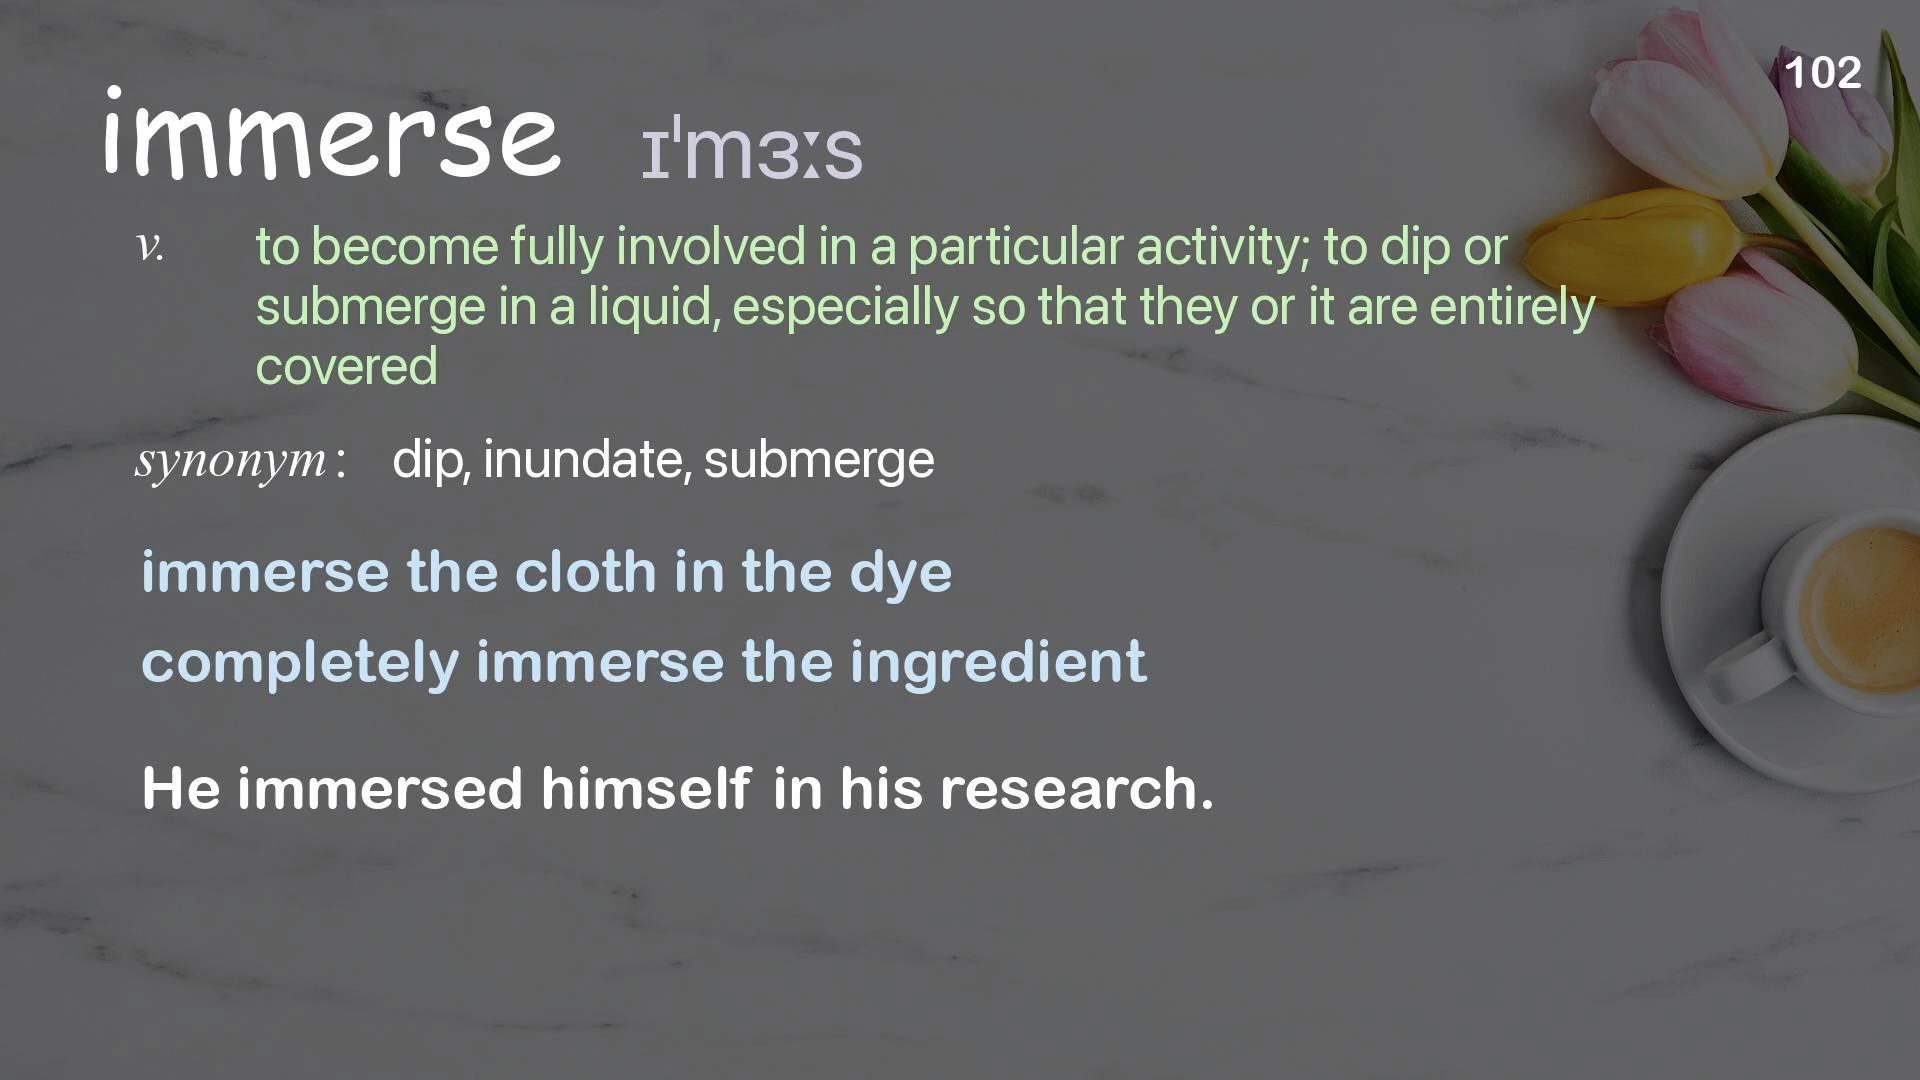 102
immerse ɪˈmɜːs
v. to become fully involved in a particular activity; to dip or
submerge in a liquid, especially so that they or it are entirely
covered
synonym: dip, inundate, submerge
immerse the cloth in the dye
completely immerse the ingredient
He immersed himself in his research.